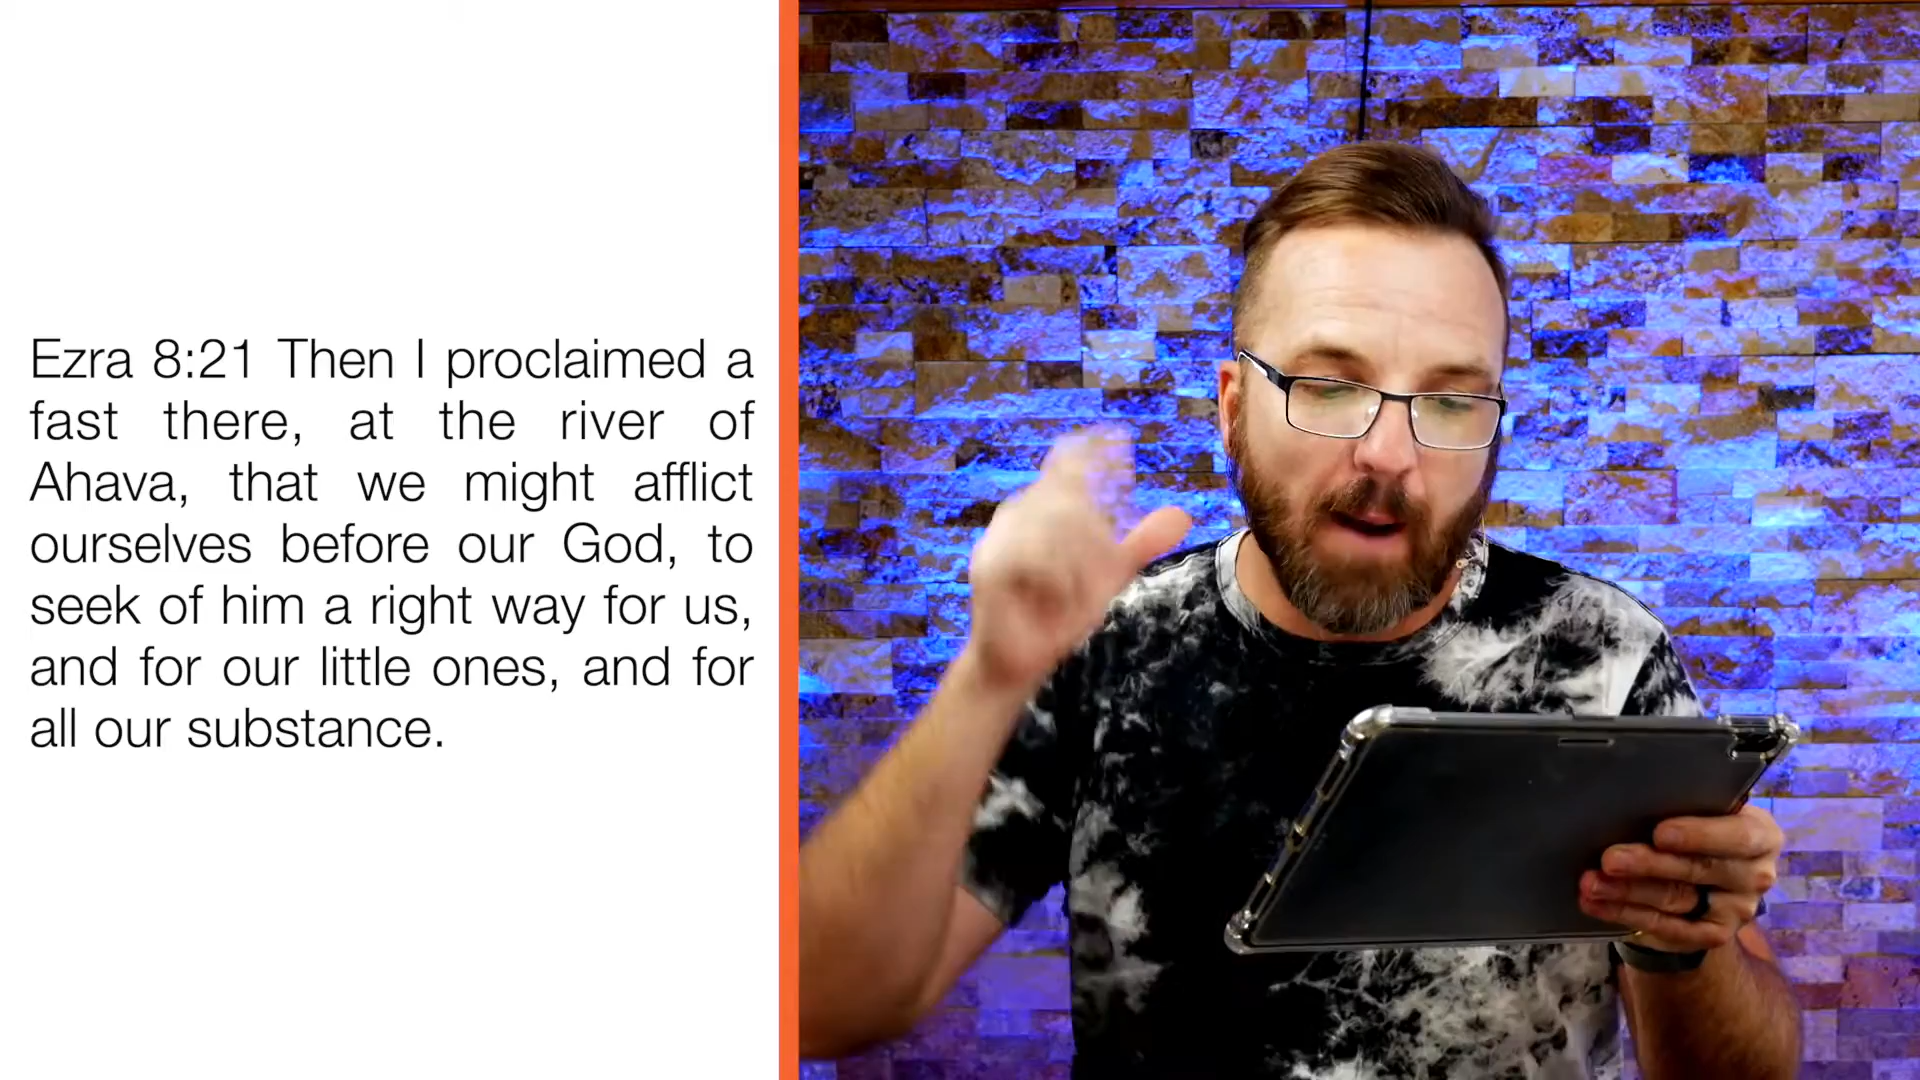 Ezra 8:21 Then I proclaimed a
fast there, at the river of
Ahava, that we might afflict
ourselves before our God, to
seek of him a right way for us,
and for our little ones, and for
all our substance.